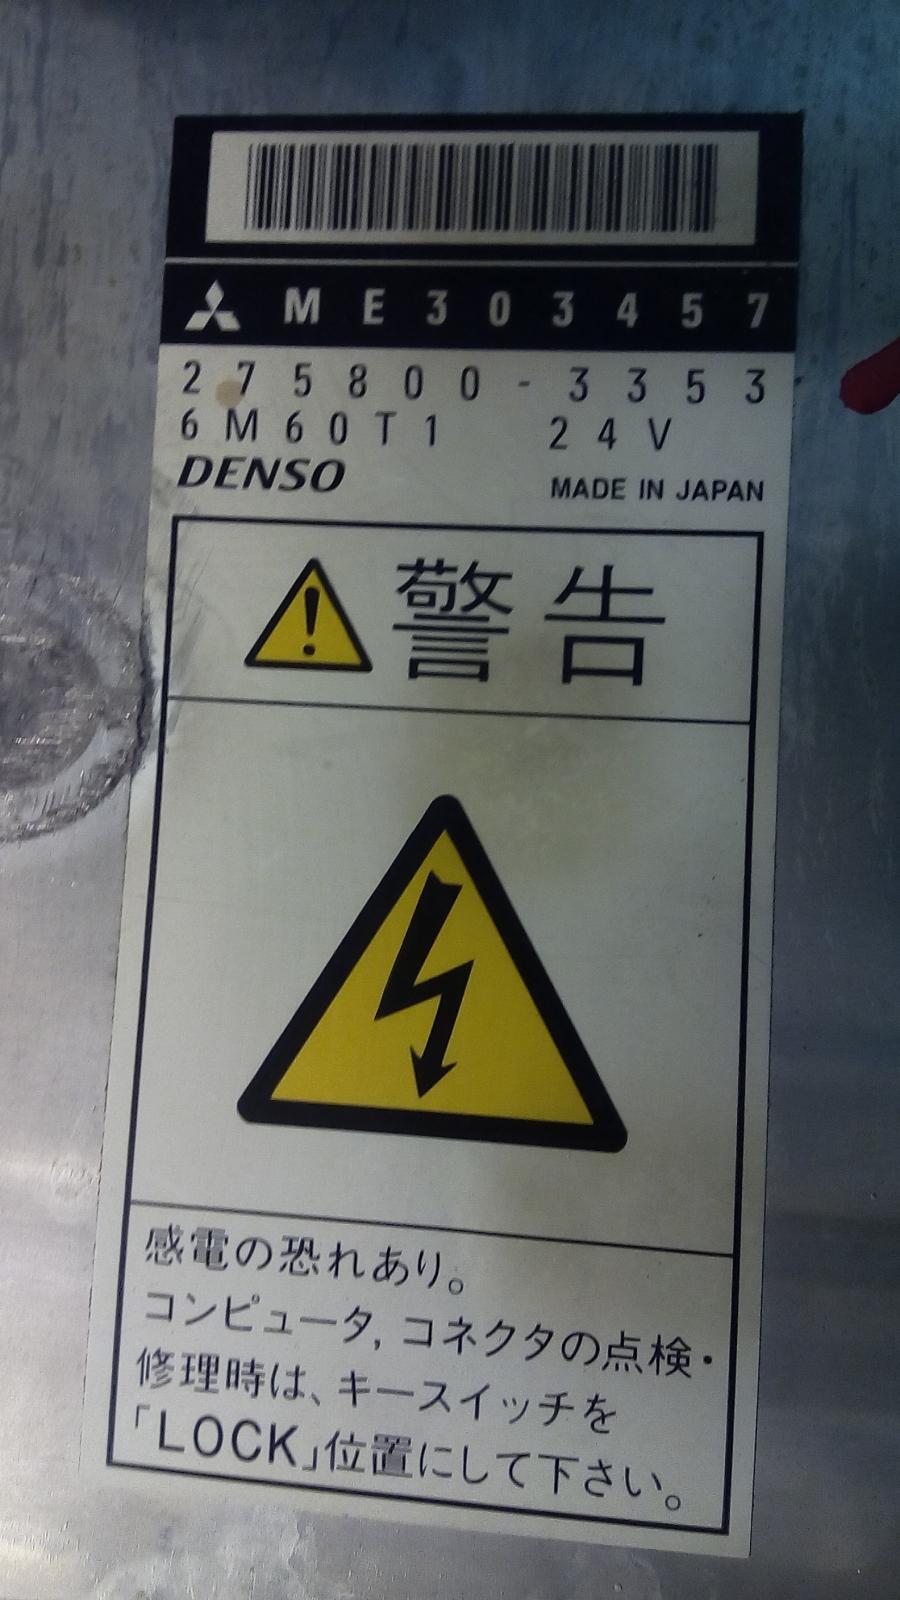 ME303457
275800-3353
6M60T1 24V
DENSO MADE IN JAPAN
警告
感電の恐れあり。
コンピュータ,コネクタの点検・
修理時は、キースイッチを
「LOCK」位置にして下さい。